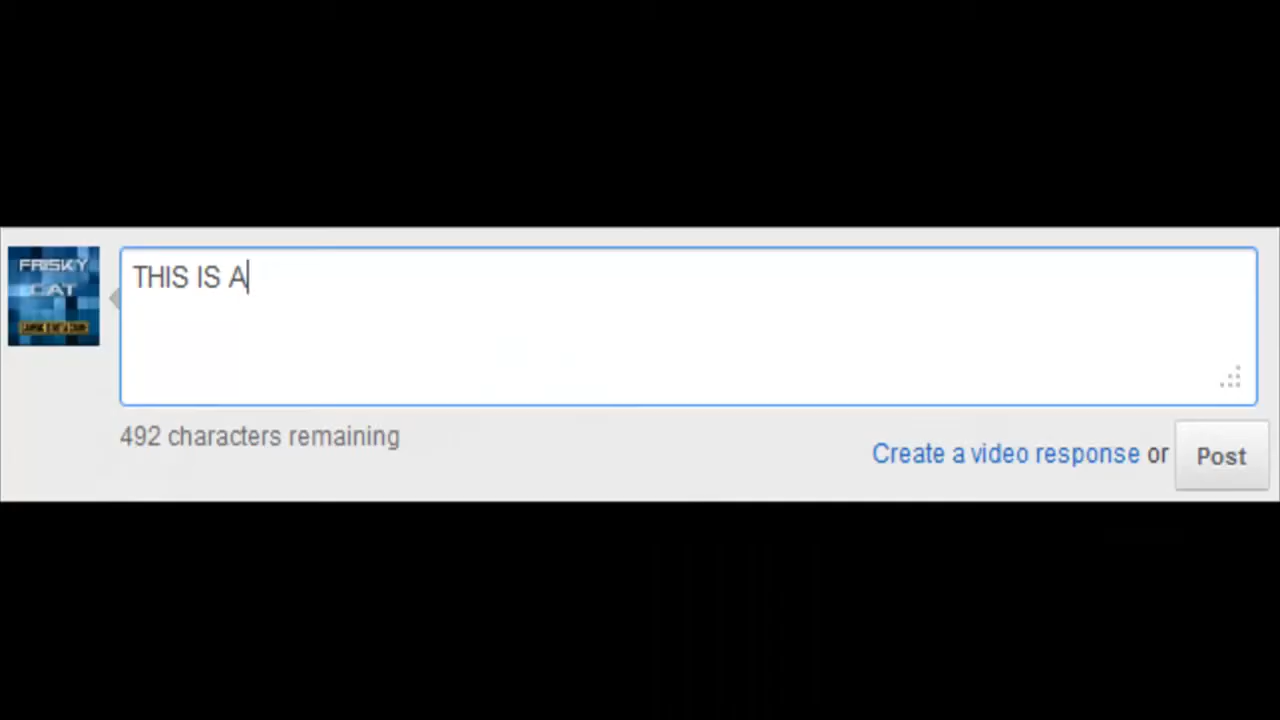 FRISKY
CAT
THIS IS A
492 characters remaining
Create a video response or
Post